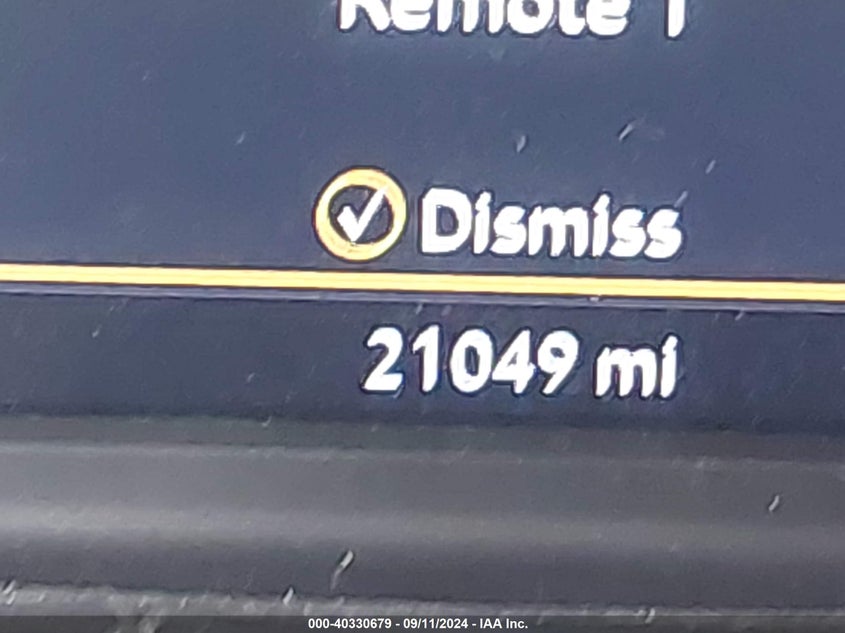 Remote 1
Dismiss
21049 mi
000-40330679 - 09/11/2024 - IAA Inc.